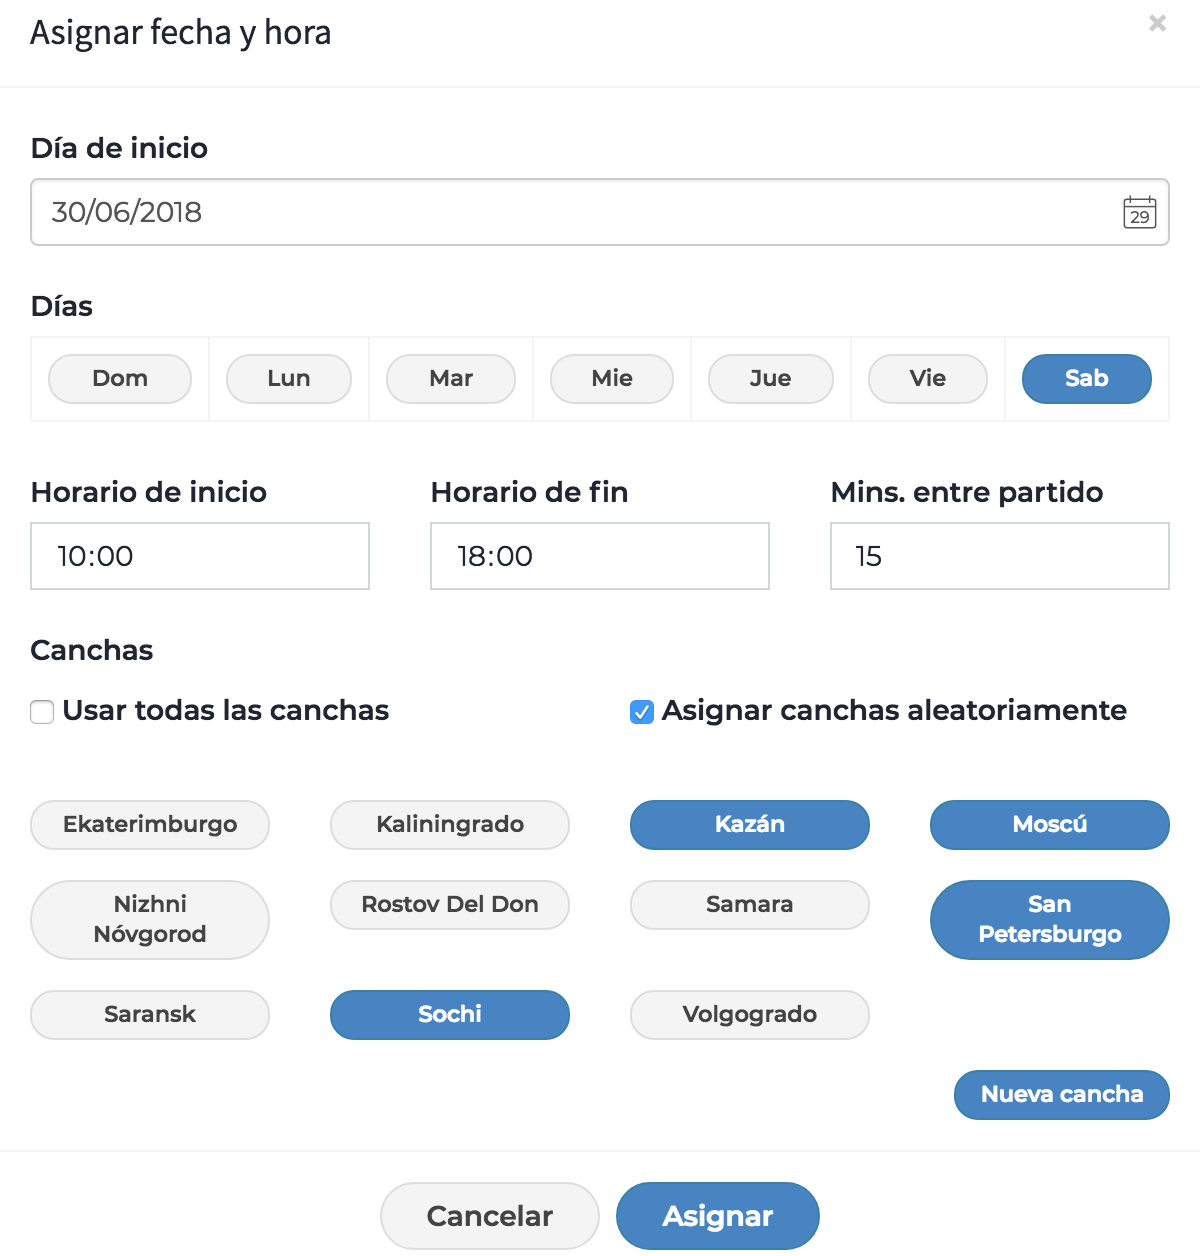 Asignar fecha y hora
×
Día de inicio
30/06/2018
29
Días
Dom Lun Mar Mie Jue Vie Sab
Horario de inicio Horario de fin Mins. entre partido
10:00 18:00 15
Canchas
Usar todas las canchas Asignar canchas aleatoriamente
Ekaterimburgo Kaliningrado Kazán Moscú
Nizhni
Nóvgorod
Rostov Del Don Samara
San
Petersburgo
Saransk Sochi Volgogrado
Nueva cancha
Cancelar Asignar